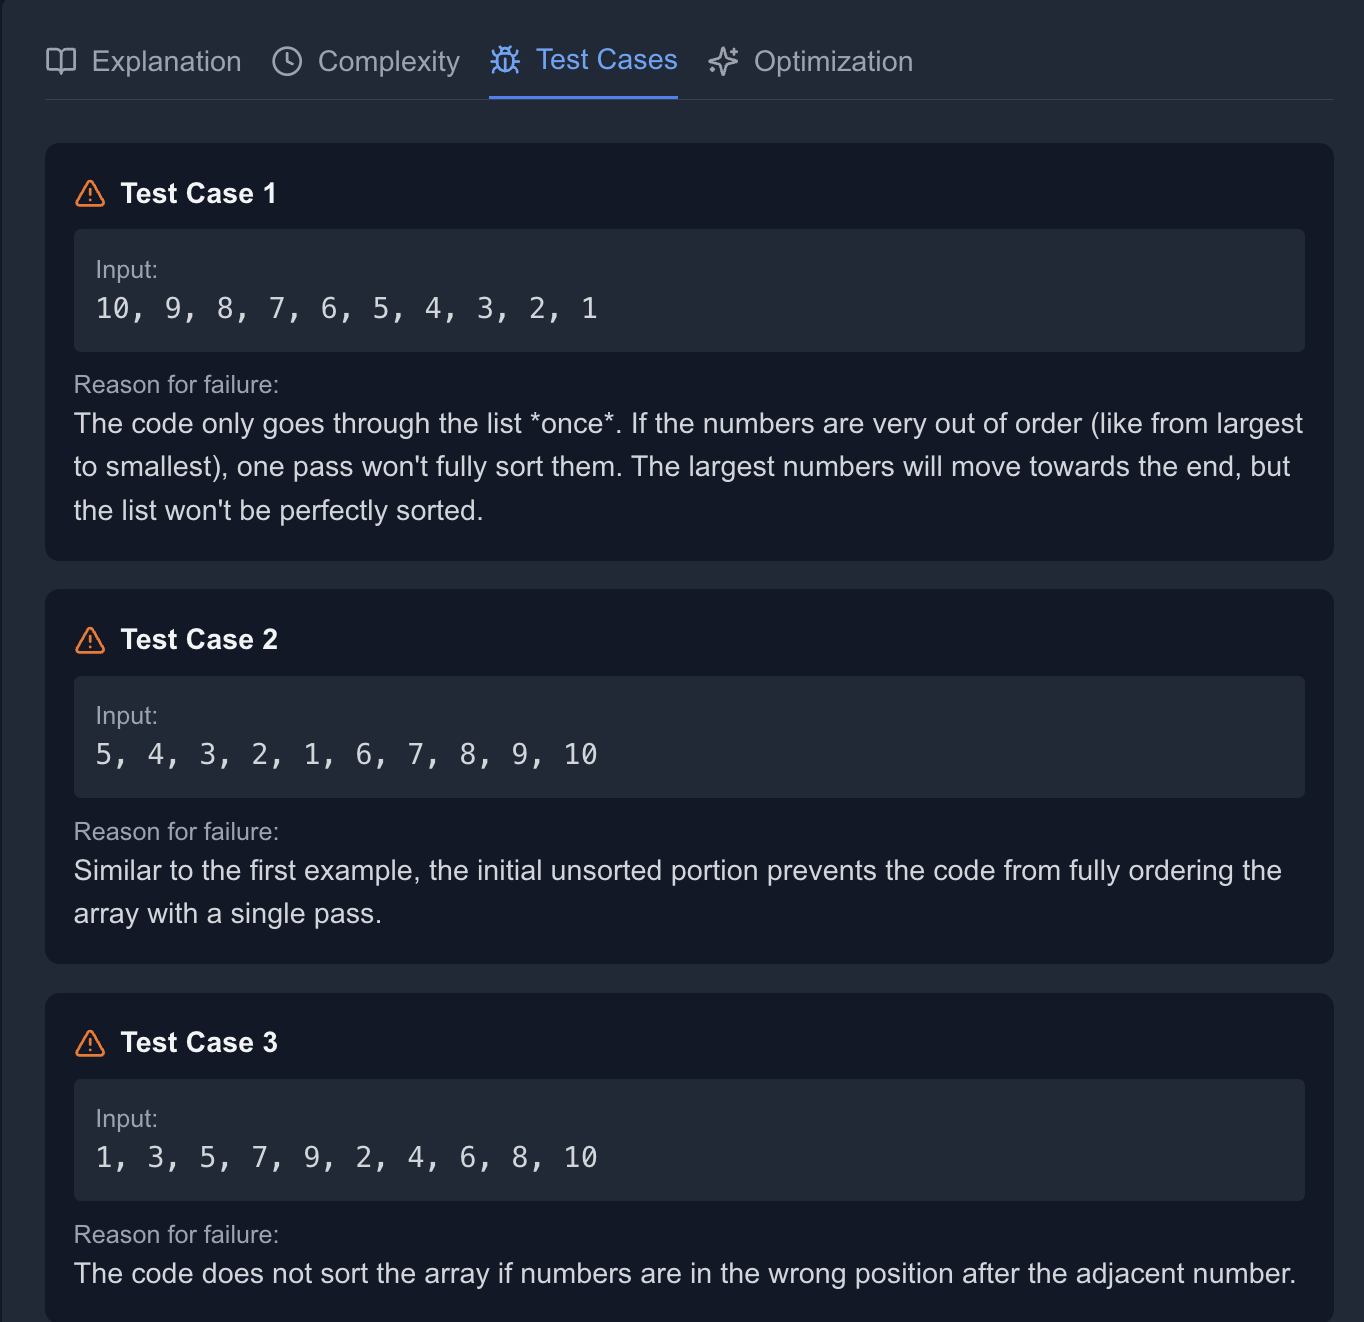 Explanation Complexity Test Cases Optimization
Test Case 1
Input:
10, 9, 8, 7, 6, 5, 4, 3, 2, 1
Reason for failure:
The code only goes through the list *once*. If the numbers are very out of order (like from largest
to smallest), one pass won't fully sort them. The largest numbers will move towards the end, but
the list won't be perfectly sorted.
Test Case 2
Input:
5, 4, 3, 2, 1, 6, 7, 8, 9, 10
Reason for failure:
Similar to the first example, the initial unsorted portion prevents the code from fully ordering the
array with a single pass.
Test Case 3
Input:
1, 3, 5, 7, 9, 2, 4, 6, 8, 10
Reason for failure:
The code does not sort the array if numbers are in the wrong position after the adjacent number.